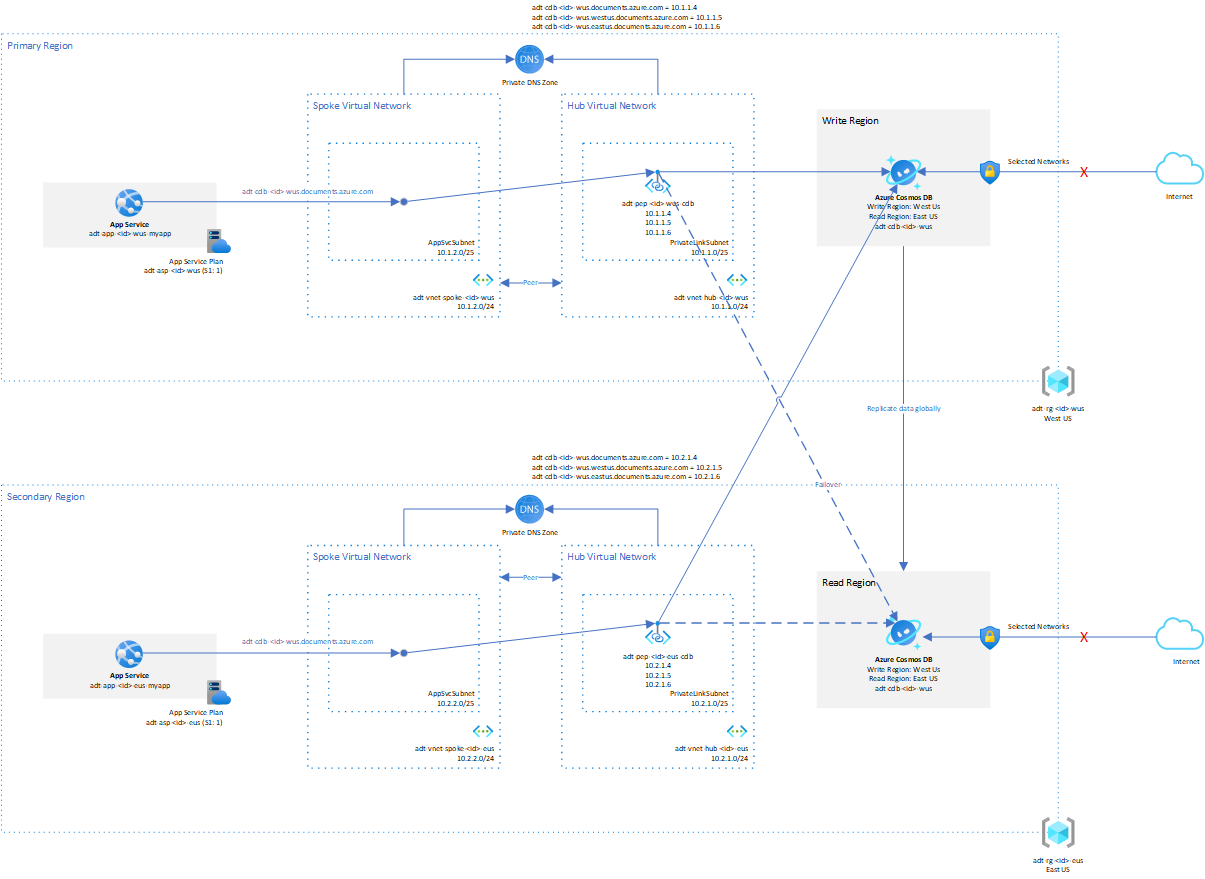 adt-cdb-<id>-wus.documents.azure.com = 10.1.1.4
adt-cdb-<id>-wus.westus.documents.azure.com = 10.1.1.5
adt-cdb-<id>-wus.eastus.documents.azure.com = 10.1.1.6
Primary Region
DNS
Private DNS Zone
Spoke Virtual Network
Hub Virtual Network
Write Region
Selected Networks
X
Internet
adt-cdb-<id>-wus.documents.azure.com
App Service
adt-app-<id>-wus-myapp
App Service Plan
adt-asp-<id>-wus (S1: 1)
AppSvcSubnet
10.1.2.0/25
adt-pep-<id>-wus-cdb
10.1.1.4
10.1.1.5
10.1.1.6
PrivateLinkSubnet
10.1.1.0/25
Azure Cosmos DB
Write Region: West Us
Read Region: East US
adt-cdb-<id>-wus
Peer
adt-vnet-spoke-<id>-wus
10.1.2.0/24
adt-vnet-hub-<id>-wus
10.1.1.0/24
adt-rg-<id>-wus
West US
Replicate data globally
adt-cdb-<id>-wus.documents.azure.com = 10.2.1.4
adt-cdb-<id>-wus.westus.documents.azure.com = 10.2.1.5
adt-cdb-<id>-wus.eastus.documents.azure.com = 10.2.1.6
Failover
Secondary Region
DNS
Private DNS Zone
Spoke Virtual Network
Hub Virtual Network
Peer
Read Region
Selected Networks
X
Internet
adt-cdb-<id>-wus.documents.azure.com
App Service
adt-app-<id>-eus-myapp
App Service Plan
adt-asp-<id>-eus (S1: 1)
AppSvcSubnet
10.2.2.0/25
adt-pep-<id>-eus-cdb
10.2.1.4
10.2.1.5
10.2.1.6
PrivateLinkSubnet
10.2.1.0/25
Azure Cosmos DB
Write Region: West Us
Read Region: East US
adt-cdb-<id>-wus
adt-vnet-spoke-<id>-eus
10.2.2.0/24
adt-vnet-hub-<id>-eus
10.2.1.0/24
adt-rg-<id>-eus
East US